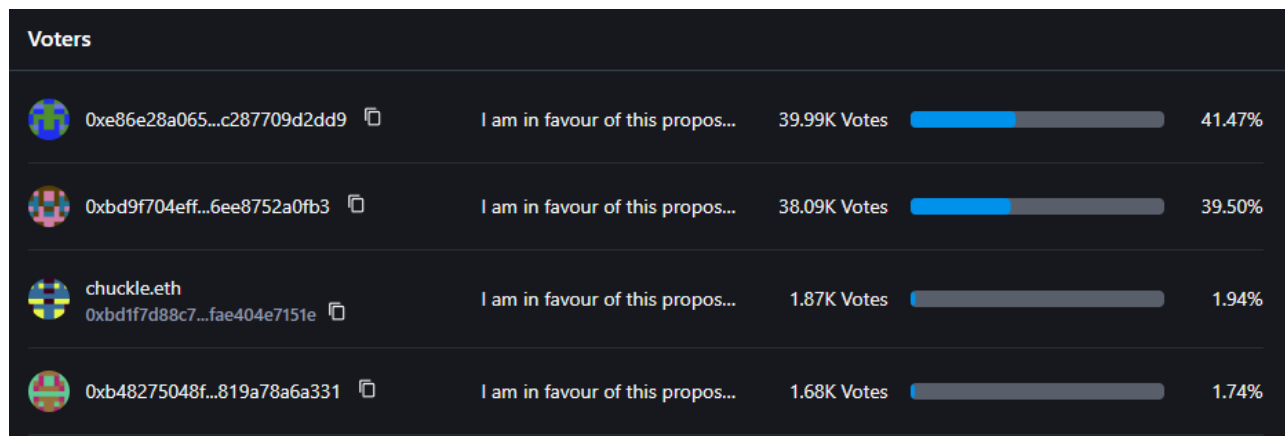 Voters
0xe86e28a065...c287709d2dd9 I am in favour of this propos... 39.99K Votes 41.47%
0xbd9f704eff...6ee8752a0fb3 I am in favour of this propos... 38.09K Votes 39.50%
chuckle.eth
0xbd1f7d88c7...fae404e7151e I am in favour of this propos... 1.87K Votes 1.94%
0xb48275048f...819a78a6a331 I am in favour of this propos... 1.68K Votes 1.74%